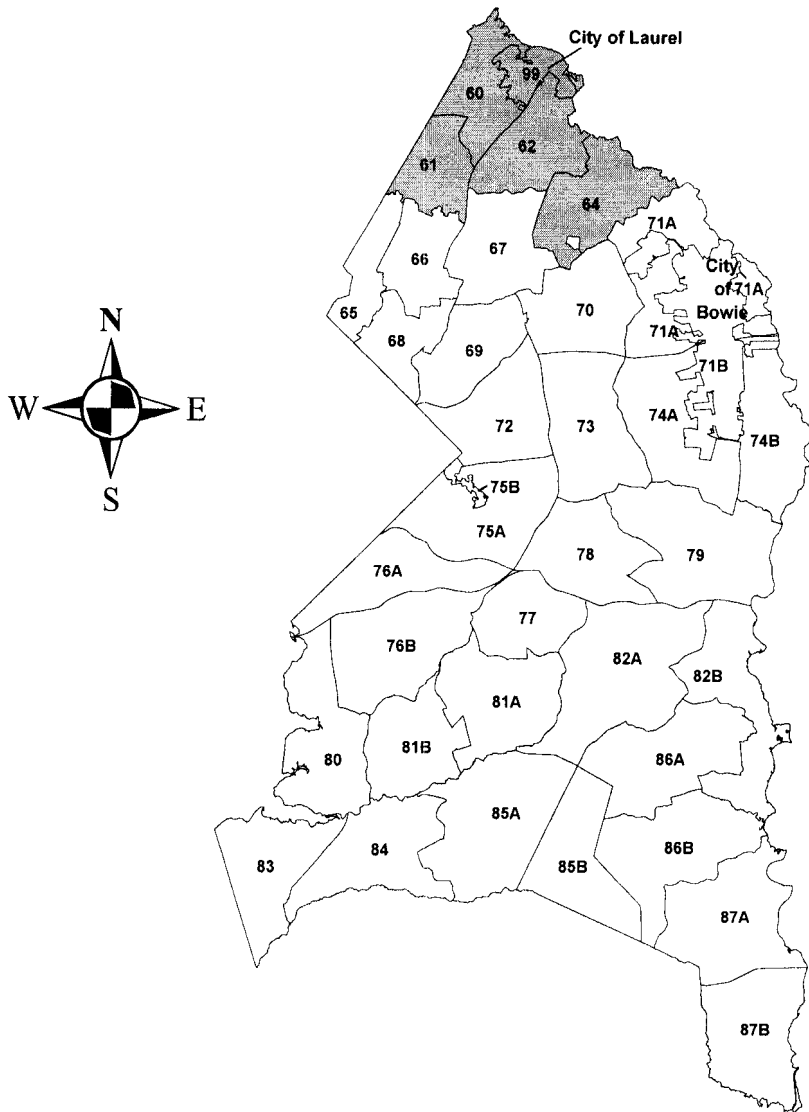 City of Laurel
99
60
62
61
64
71A
66
67
City
of 71A
Bowie
65
68
70
71A
69
71B
N
W E
S
72
73
74A
74B
75B
75A
76A
78
79
77
76B
82A
82B
81A
80
81B
86A
85A
83
84
85B
86B
87A
87B